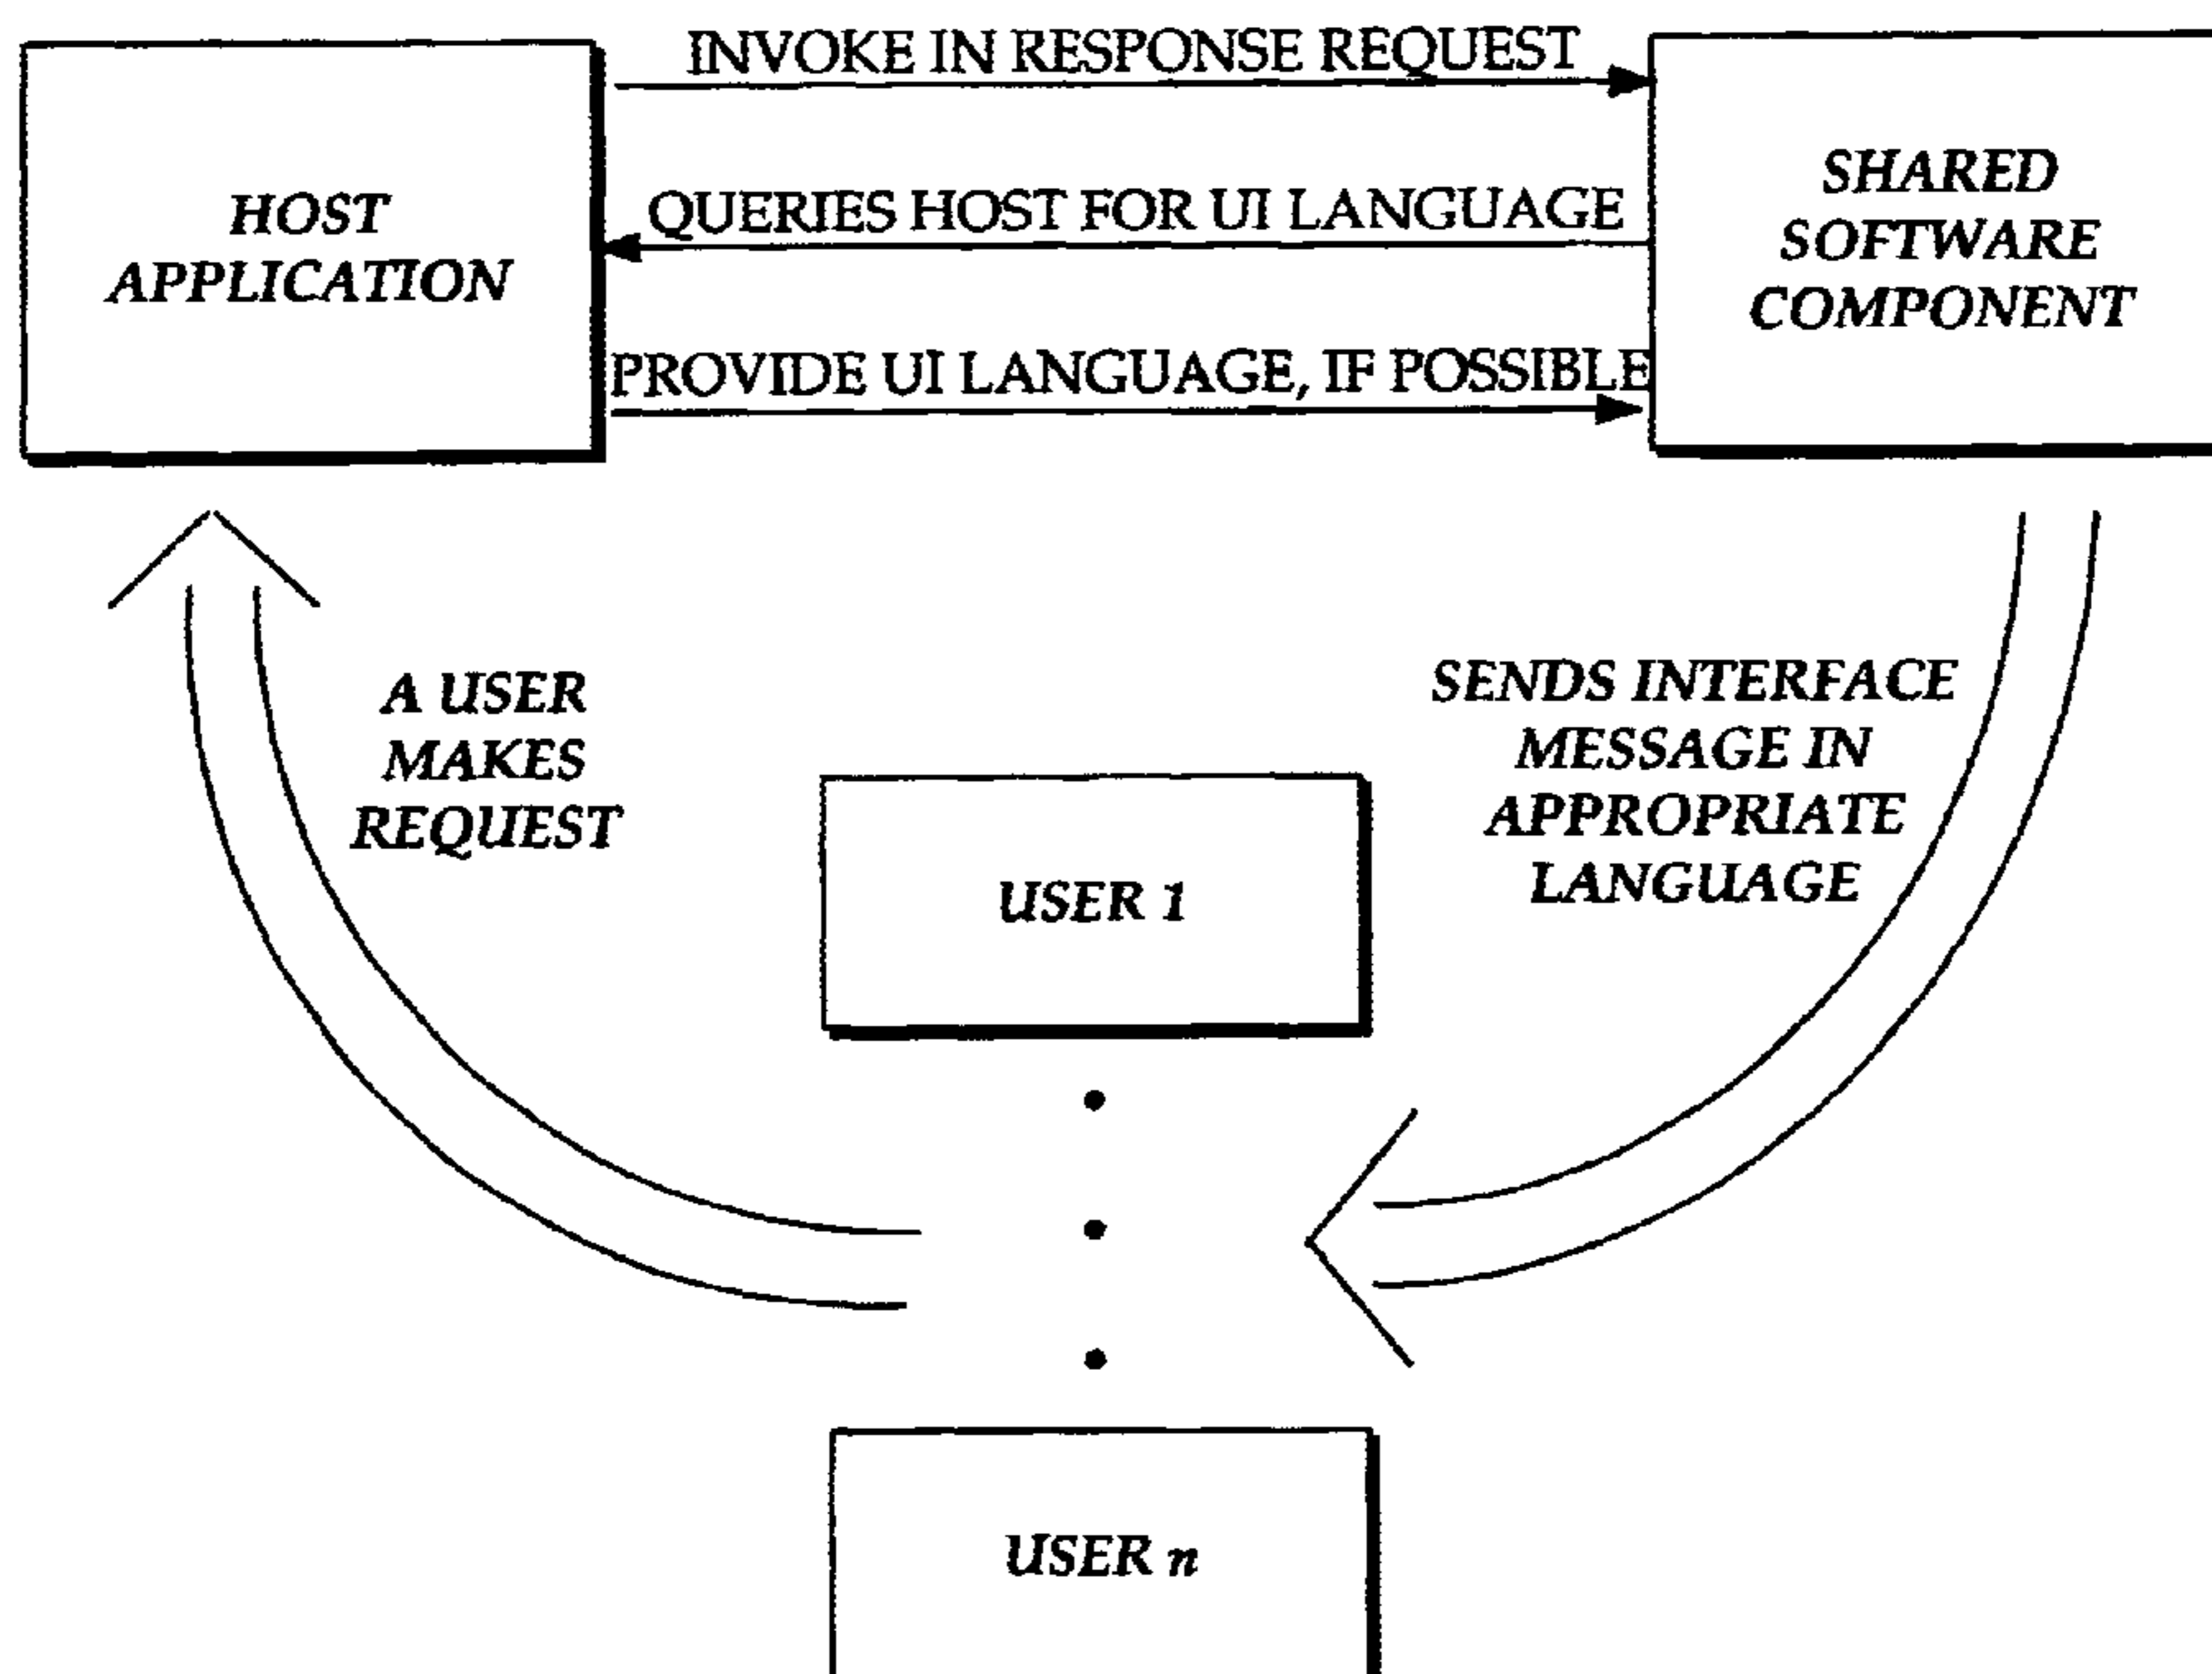 INVOKE IN RESPONSE REQUEST
HOST
APPLICATION
QUERIES HOST FOR UI LANGUAGE
SHARED
SOFTWARE
COMPONENT
PROVIDE UI LANGUAGE, IF POSSIBLE
A USER
MAKES
REQUEST
SENDS INTERFACE
MESSAGE IN
APPROPRIATE
LANGUAGE
USER 1
USER n